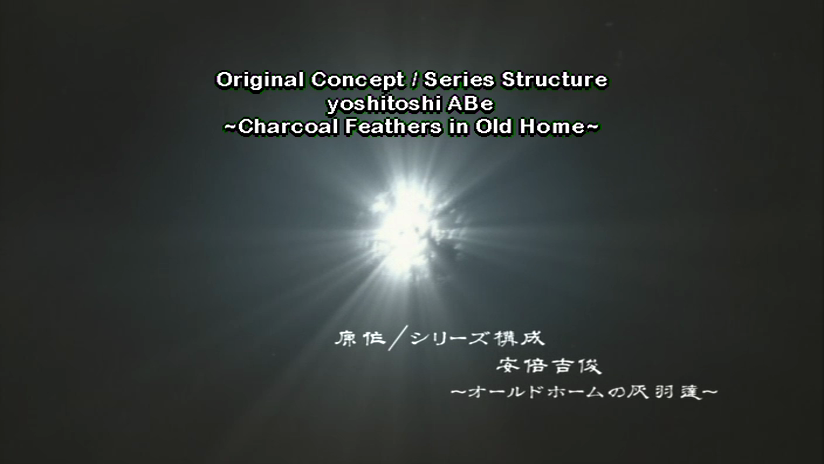 Original Concept / Series Structure
yoshitoshi ABe
~Charcoal Feathers in Old Home~
原作/シリーズ構成
安倍吉俊
~オールドホームの灰羽達~